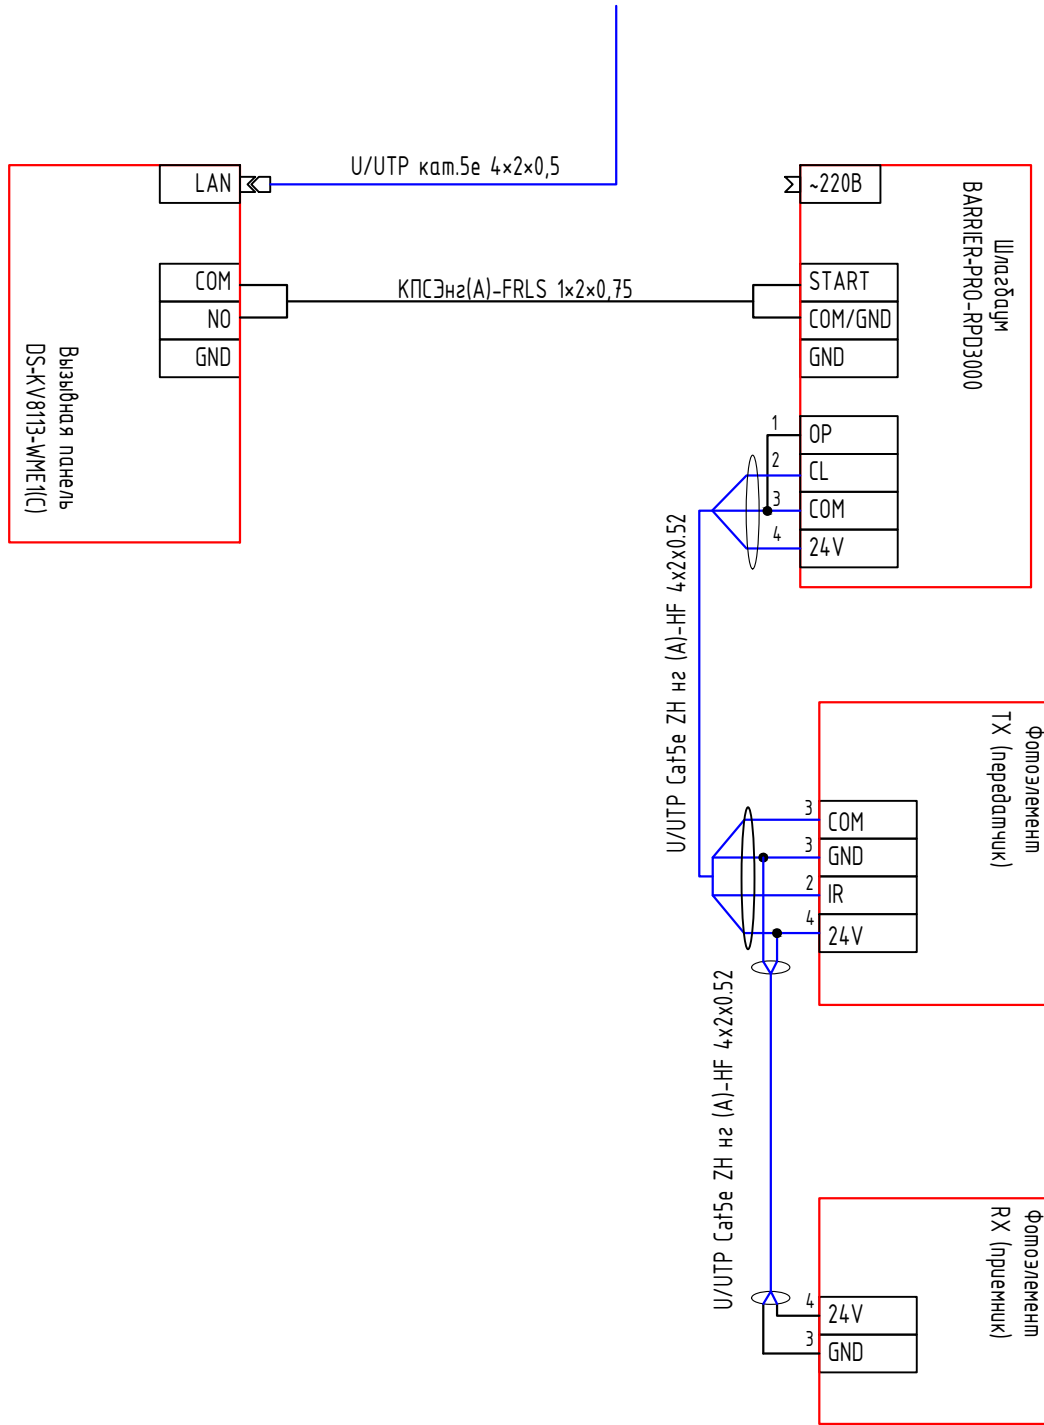 U/UTP кат.5е 4×2×0,5
LAN
COM
NO
GND
Вызывная панель
DS-KV8113-WME1(C)
КПСЭнг(А)-FRLS 1×2×0,75
~220В
START
COM/GND
GND
Шлагбаум
BARRIER-PRO-RPD3000
1
OP
2
CL
3
COM
4
24V
U/UTP Cat5e ZH нг (А)-HF 4x2x0.52
Фотоэлемент
TX (передатчик)
3
COM
3
GND
2
IR
4
24V
U/UTP Cat5e ZH нг (А)-HF 4x2x0.52
Фотоэлемент
RX (приемник)
4
24V
3
GND